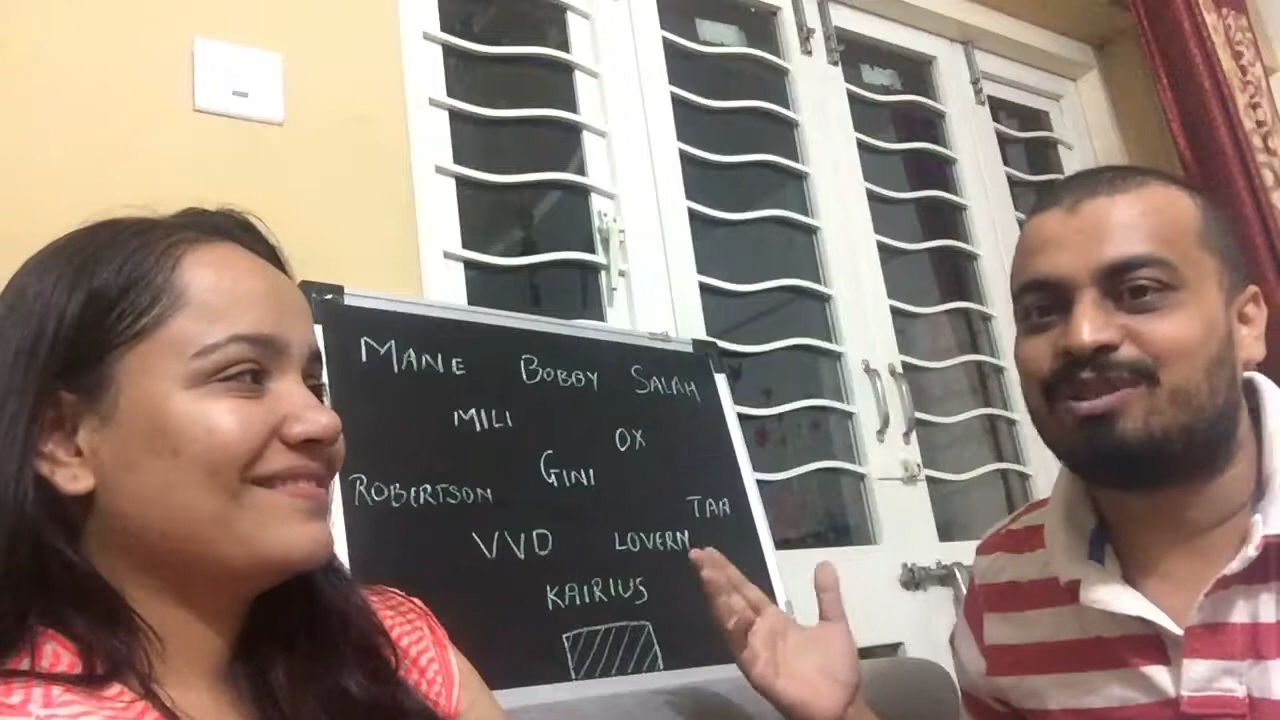 MANE BOBBY SALAH
MILI OX
GINI
ROBERTSON TAA
VVD LOVERN
KAIRIUS